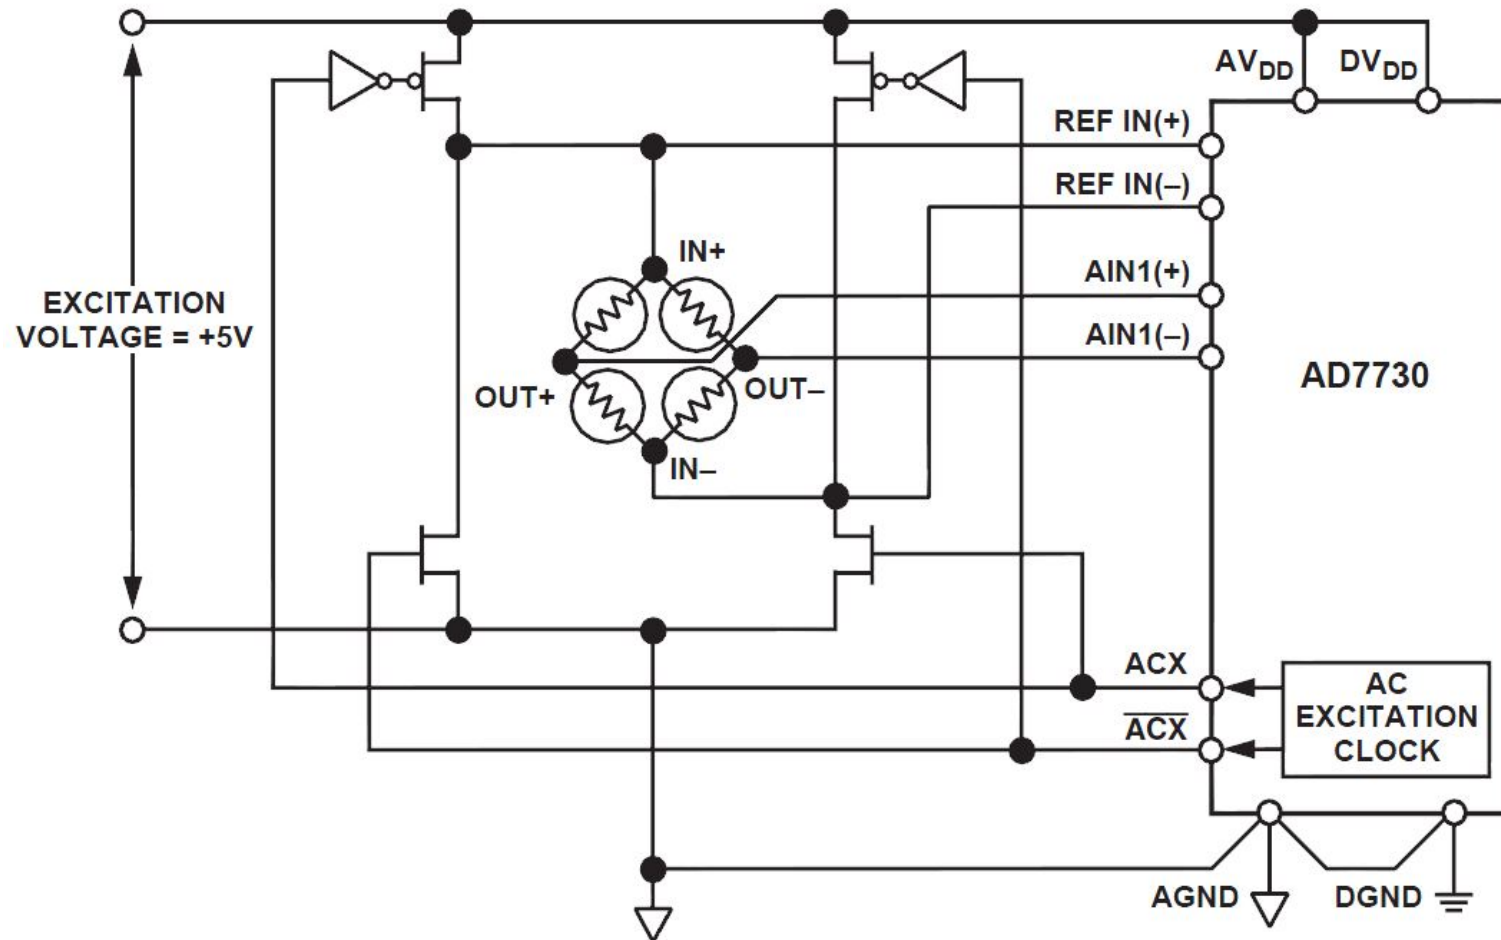 AVDD DVDD
REF IN(+)
REF IN(–)
IN+
AIN1(+)
EXCITATION
VOLTAGE = +5V
AIN1(–)
AD7730
OUT+
OUT–
IN–
ACX
ACX
AC
EXCITATION
CLOCK
AGND
DGND